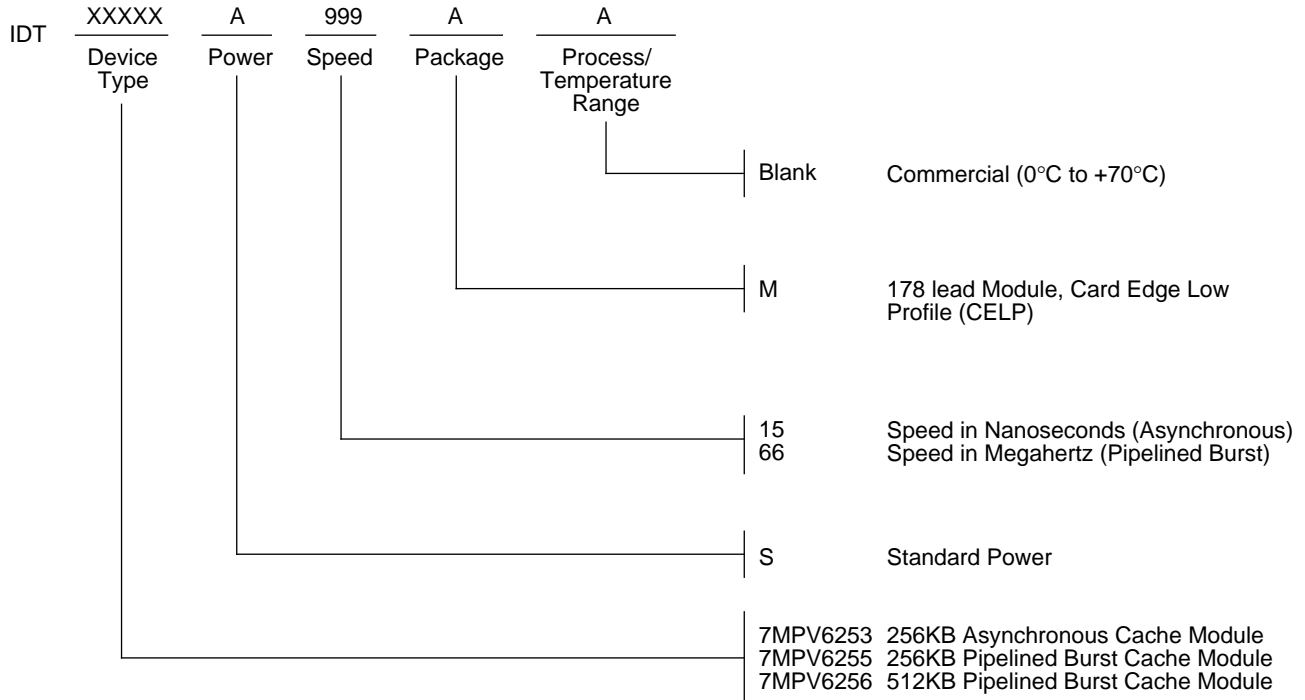 IDT XXXXX A 999 A A
Device Type Power Speed Package Process/ Temperature Range
Blank Commercial (0°C to +70°C)
M 178 lead Module, Card Edge Low
Profile (CELP)
15 Speed in Nanoseconds (Asynchronous)
66 Speed in Megahertz (Pipelined Burst)
S Standard Power
7MPV6253 256KB Asynchronous Cache Module
7MPV6255 256KB Pipelined Burst Cache Module
7MPV6256 512KB Pipelined Burst Cache Module